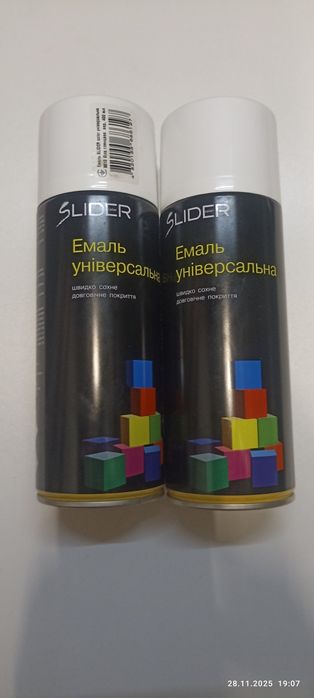 SLIDER
Емаль
універсальна
швидко сохне
довговічне покриття
SLIDER
Емаль
універсальна
швидко сохне
довговічне покриття
28.11.2025 19:07